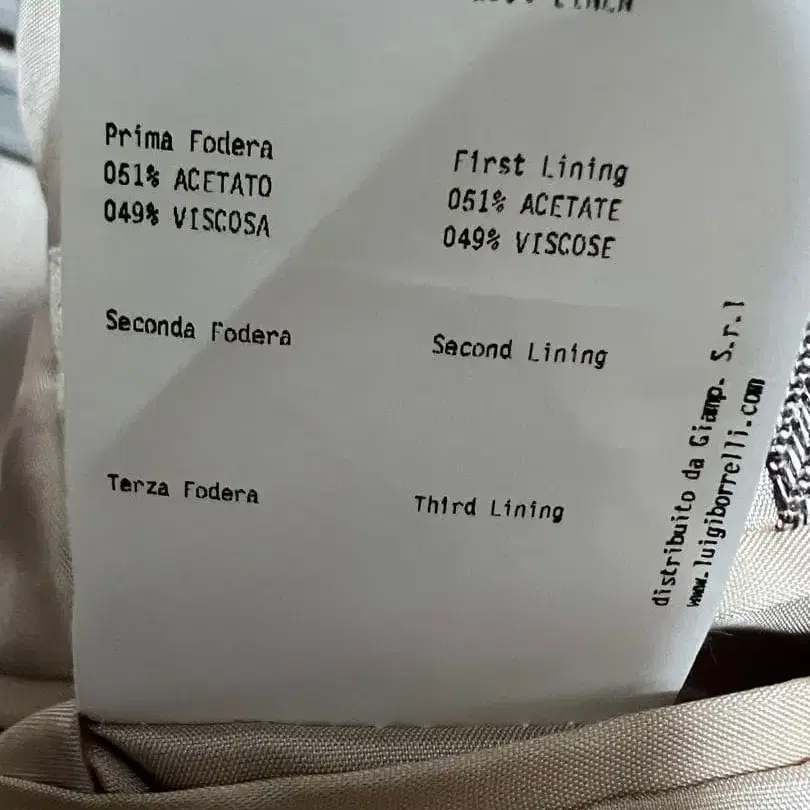 Prima Fodera
051% ACETATO
049% VISCOSA
First Lining
051% ACETATE
049% VISCOSE
Seconda Fodera
Second Lining
Terza Fodera
Third Lining
distribuito da Giamp. S.r.l
www.luigiborrelli.com